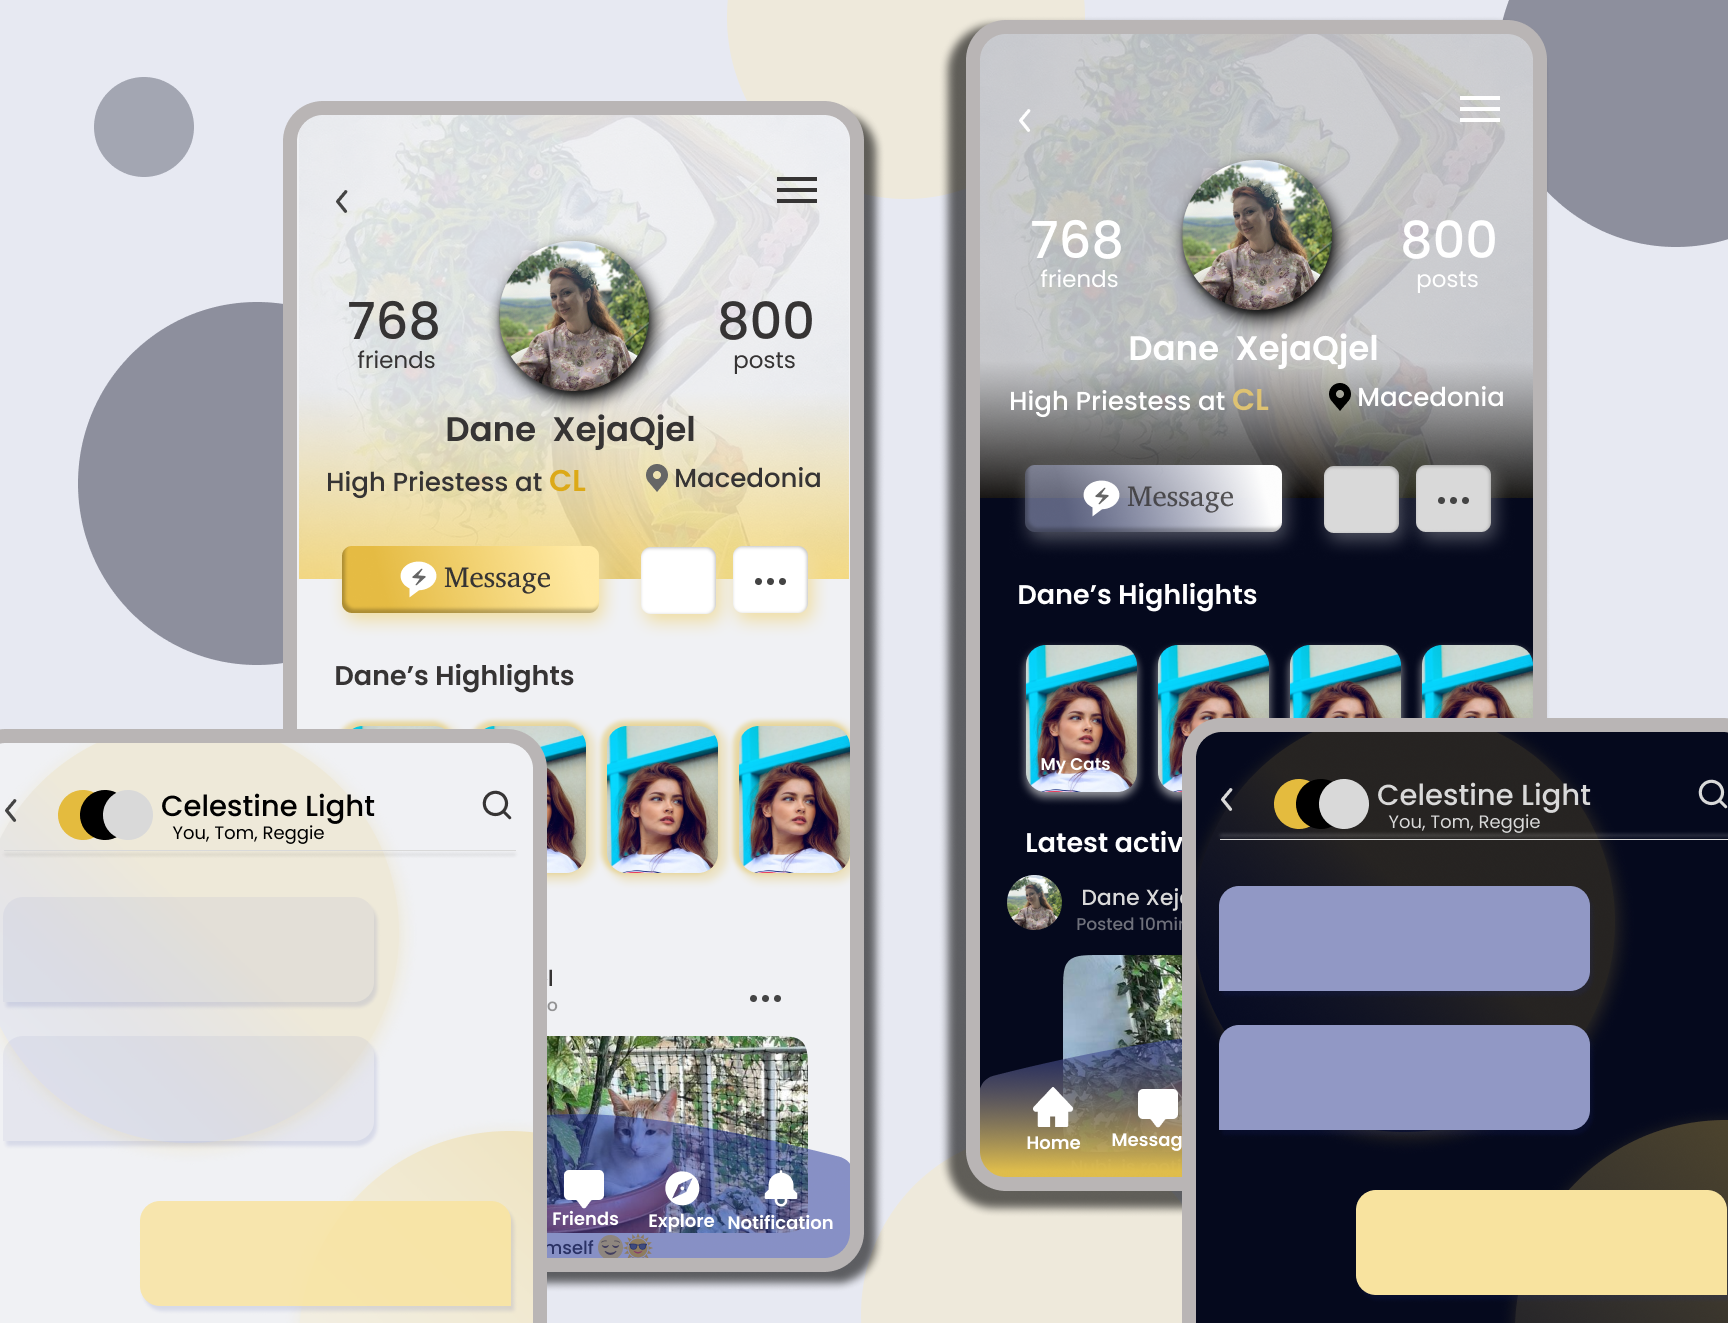 768
friends
800
posts
Dane XejaQjel
High Priestess at CL
Macedonia
Message
Dane's Highlights
Friends
Explore
Notification
mself
Celestine Light
You, Tom, Reggie
768
friends
800
posts
Dane XejaQjel
High Priestess at CL
Macedonia
Message
Dane's Highlights
My Cats
Latest activ
Dane Xej
Posted 10mi
Home
Messag
Celestine Light
You, Tom, Reggie